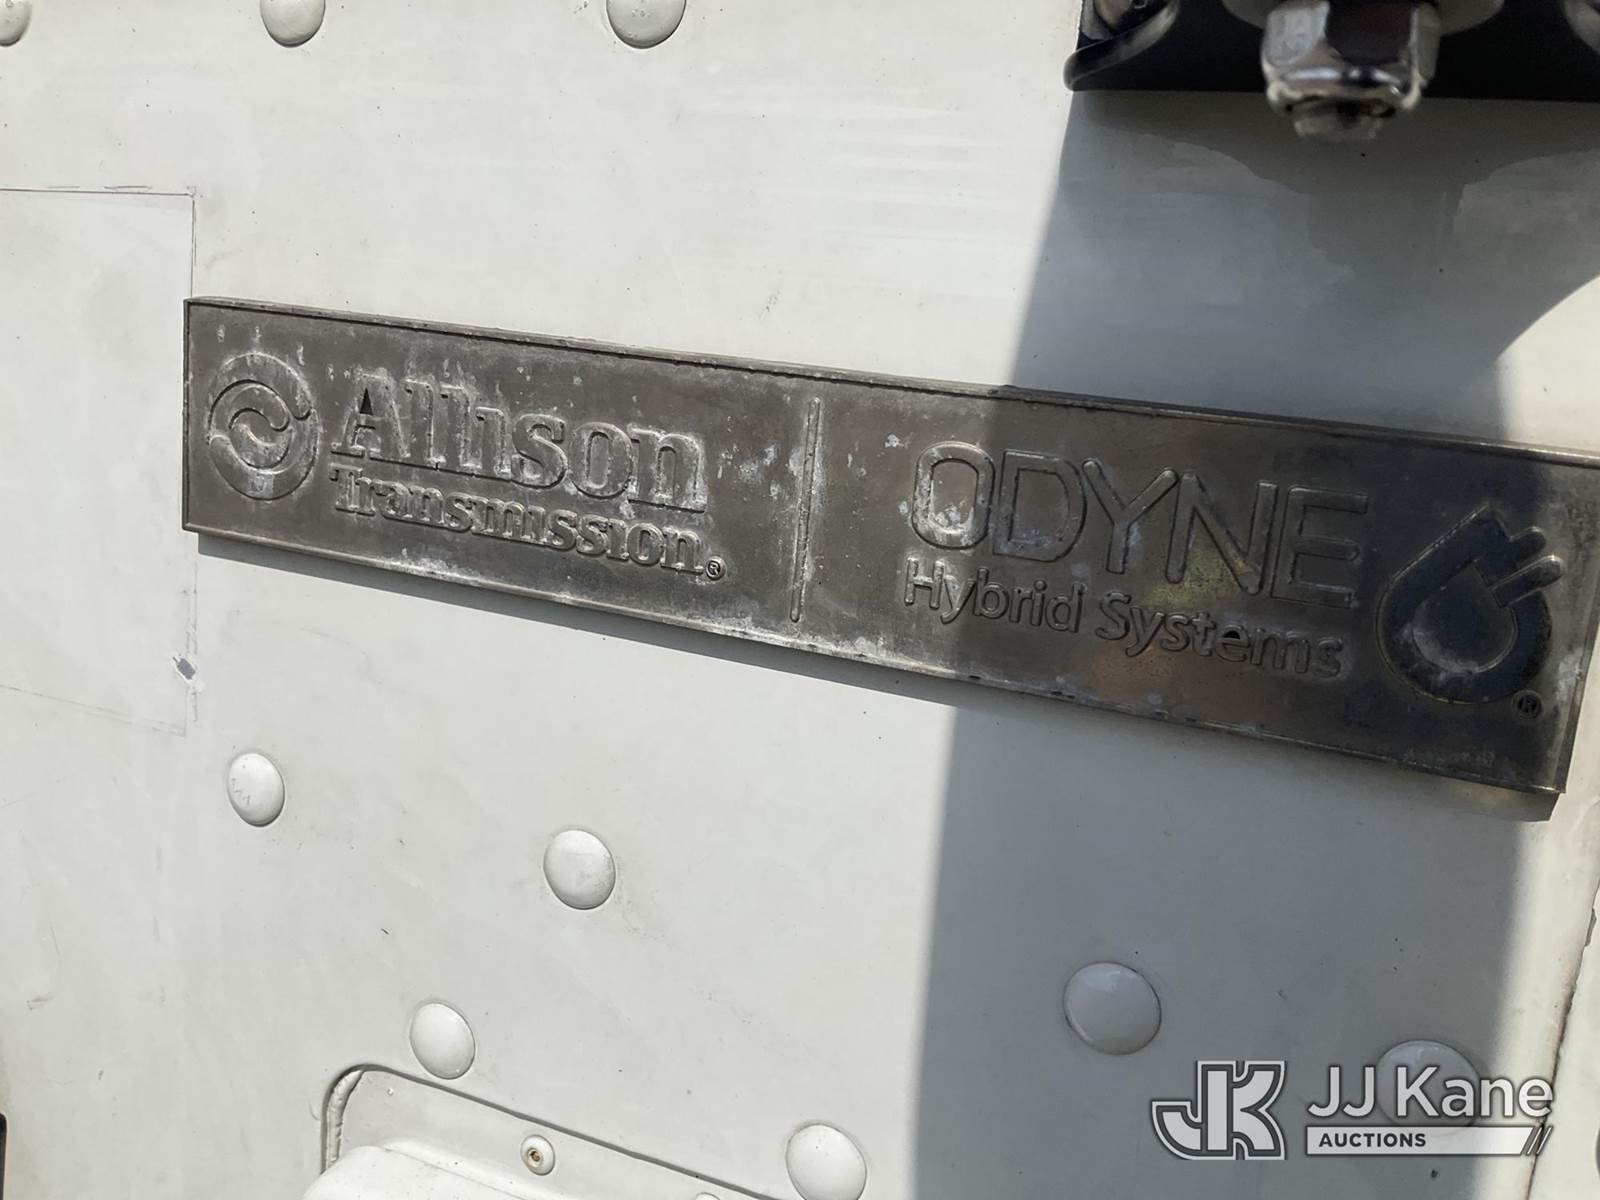 Allison
Transmission®
ODYNE
Hybrid Systems
®
JJ Kane
AUCTIONS